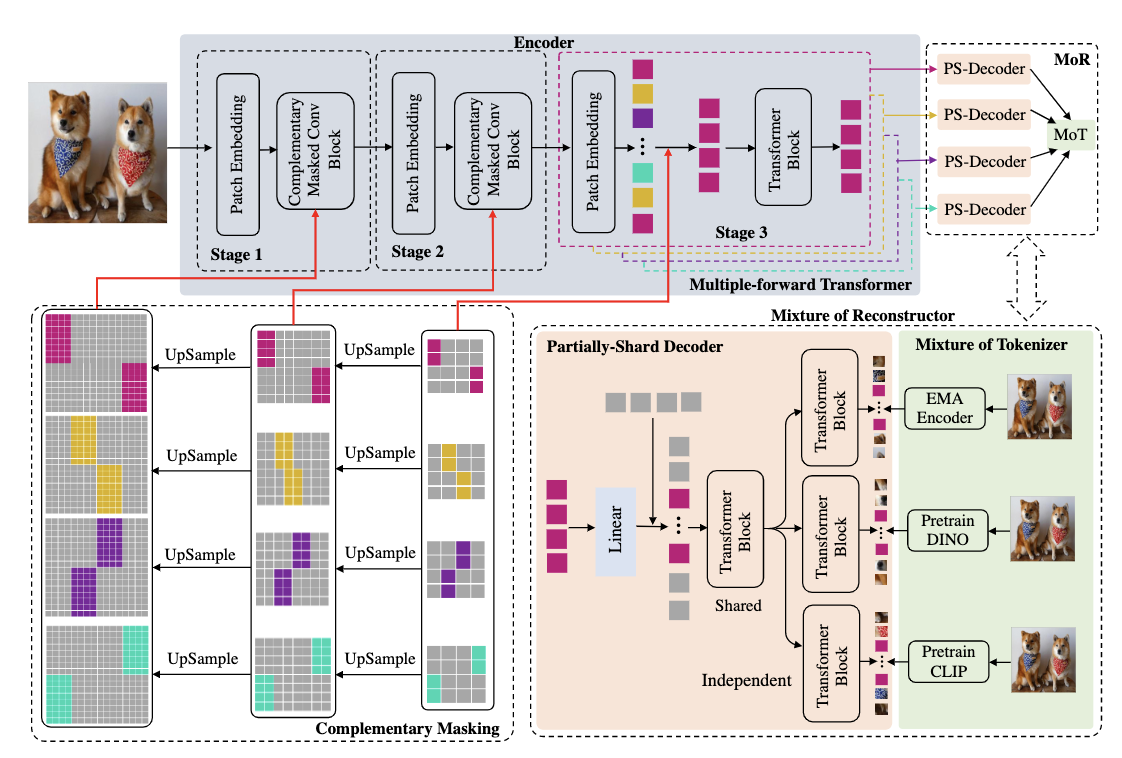 Encoder
MoR
Patch Embedding
Complementary
Masked Conv
Block
Stage 1
Patch Embedding
Complementary
Masked Conv
Block
Stage 2
Patch Embedding
Transformer
Block
Stage 3
Multiple-forward Transformer
PS-Decoder
PS-Decoder
PS-Decoder
PS-Decoder
MoT
UpSample
UpSample
UpSample
UpSample
UpSample
UpSample
UpSample
UpSample
Complementary Masking
Mixture of Reconstructor
Partially-Shard Decoder
Linear
Transformer
Block
Shared
Transformer
Block
Transformer
Block
Transformer
Block
Independent
Mixture of Tokenizer
EMA
Encoder
Pretrain
DINO
Pretrain
CLIP